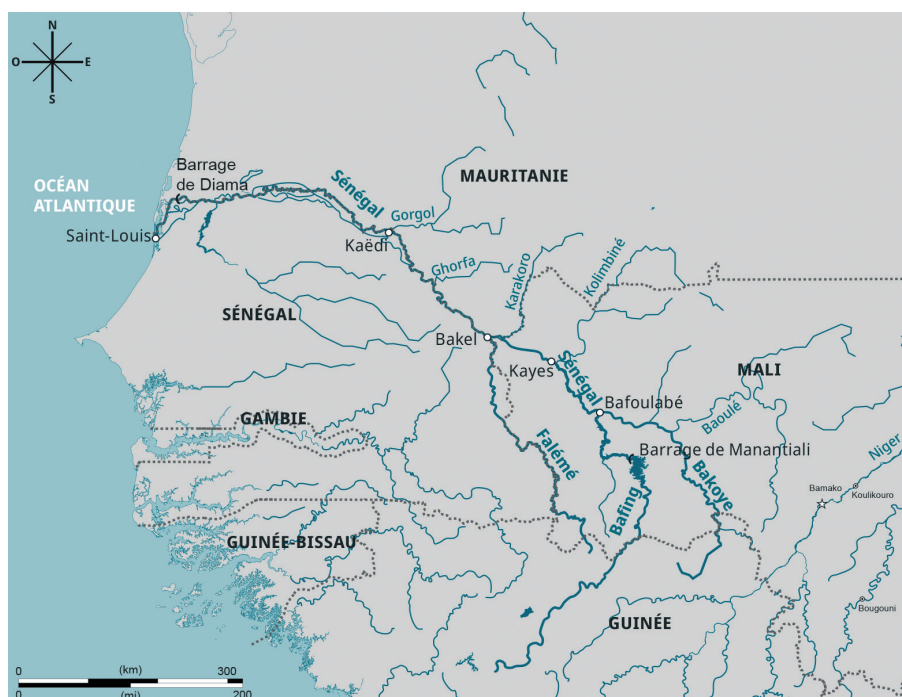 N
O
E
S
OCÉAN
ATLANTIQUE
Barrage
de Diama
Saint-Louis
Sénégal
MAURITANIE
Gorgol
Kaëdi
Ghorfa
Karakoro
Kolimbiné
SÉNÉGAL
Bakel
Kayes
Sénégal
MALI
Bafoulabé
Baoulé
GAMBIE
Barrage de Manantiali
Niger
Falémé
Bafing
Bakoye
Bamako
Koulikouro
GUINÉE-BISSAU
Bougouni
GUINÉE
0 (km) 300
0 (mi) 200